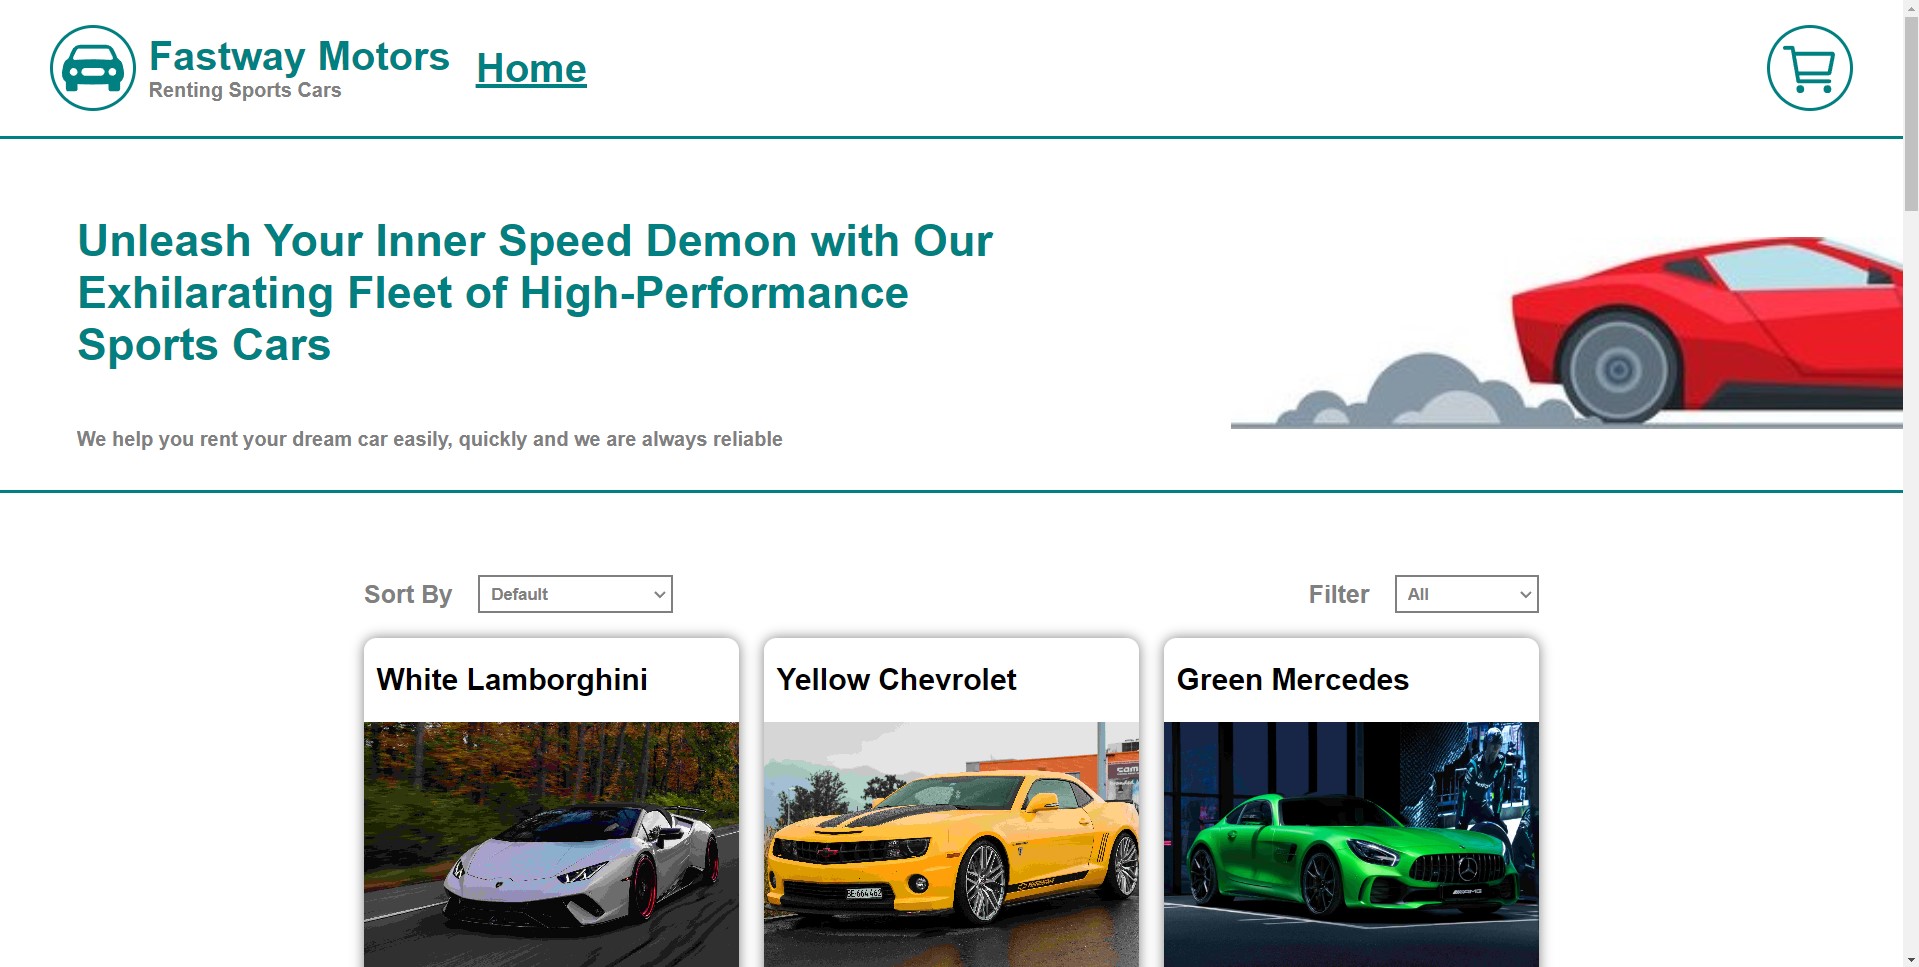 Fastway Motors
Renting Sports Cars
Home
Unleash Your Inner Speed Demon with Our
Exhilarating Fleet of High-Performance
Sports Cars
We help you rent your dream car easily, quickly and we are always reliable
Sort By
Default
Filter
All
White Lamborghini
Yellow Chevrolet
Green Mercedes